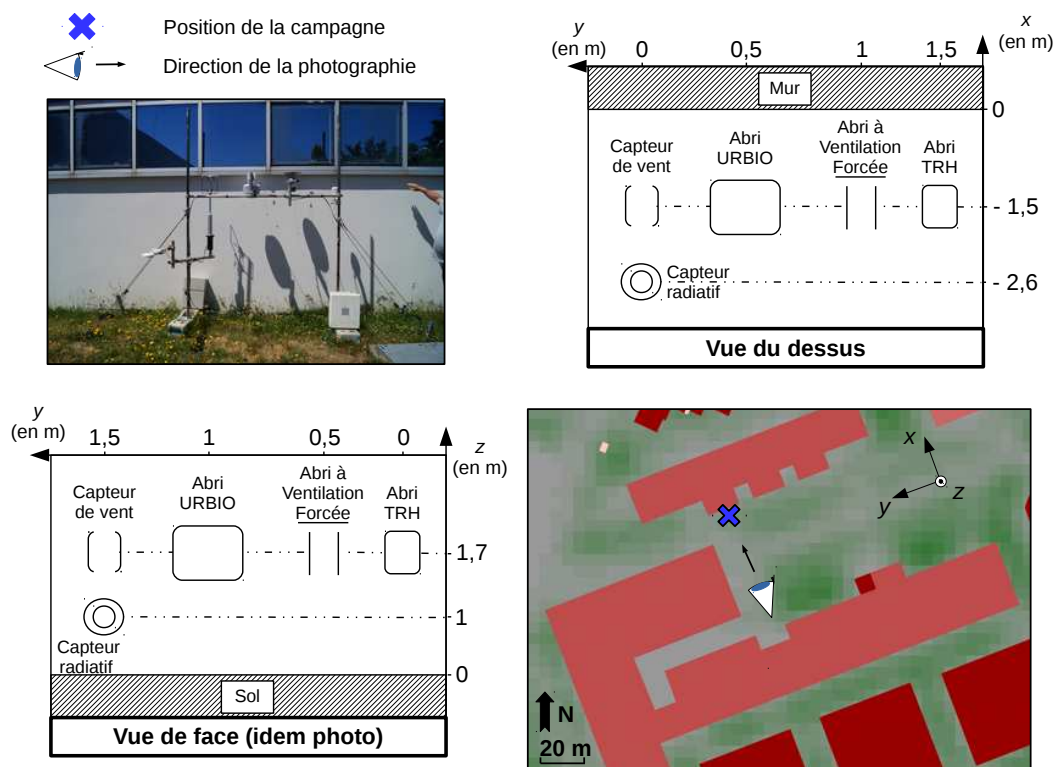 Position de la campagne
Direction de la photographie
y
(en m)
0
0,5
1
1,5
x
(en m)
Mur
0
Capteur
de vent
Abri
URBIO
Abri à
Ventilation
Forcée
Abri
TRH
- 1,5
Capteur
radiatif
- 2,6
Vue du dessus
y
(en m)
1,5
1
0,5
0
z
(en m)
Capteur
de vent
Abri
URBIO
Abri à
Ventilation
Forcée
Abri
TRH
1,7
1
Capteur
radiatif
0
Sol
Vue de face (idem photo)
x
y
z
N
20 m